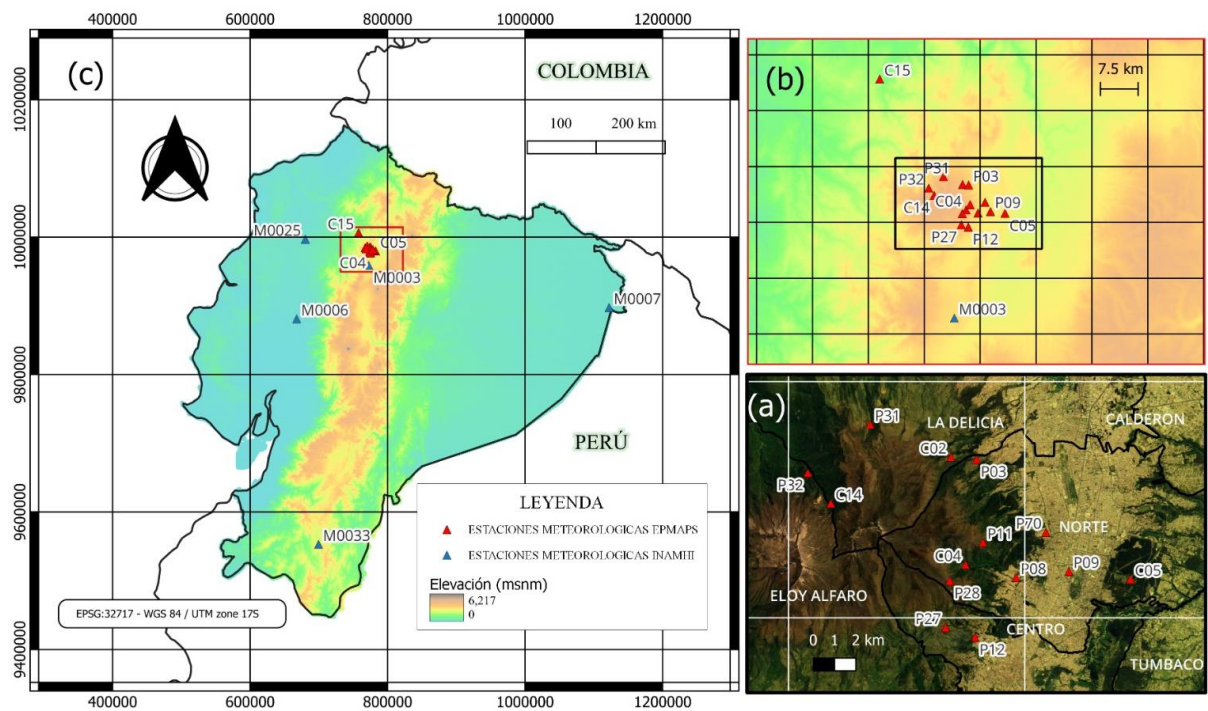 400000 600000 800000 1000000 1200000
(c)
COLOMBIA
100 200 km
10200000
10000000
9800000
9600000
9400000
C15
M0025
C05
C04
M0003
M0006
M0007
PERÚ
M0033
LEYENDA
ESTACIONES METEOROLOGICAS EPMAPS
ESTACIONES METEOROLOGICAS INAMHI
Elevación (msnm)
6,217
0
EPSG:32717 - WGS 84 / UTM zone 17S
400000 600000 800000 1000000 1200000
(b)
7.5 km
C15
P31
P32
P03
C04
C14
P09
C05
P27
P12
M0003
(a)
P31
LA DELICIA
CALDERON
C02
P03
P32
C14
P70
NORTE
P11
C04
P08
P09
C05
P28
ELOY ALFARO
P27
CENTRO
P12
0 1 2 km
TUMBACO